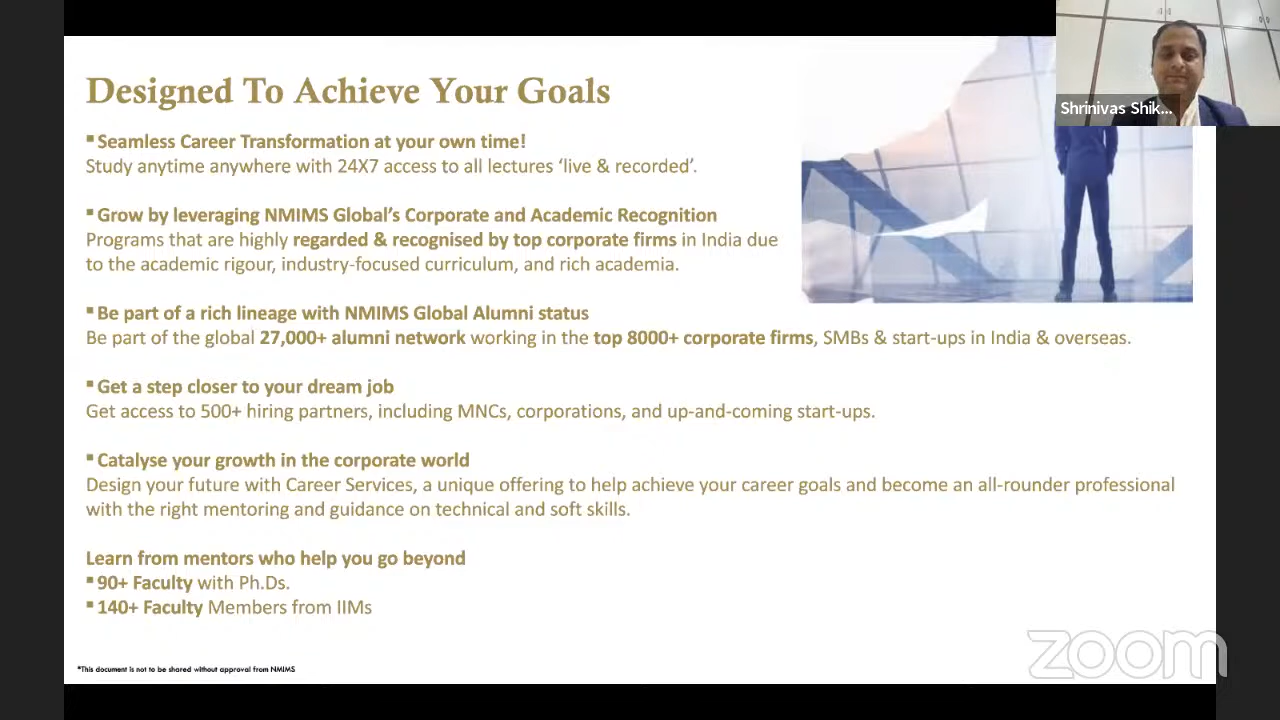 Designed To Achieve Your Goals
Shrinivas Shik...
▪Seamless Career Transformation at your own time!
Study anytime anywhere with 24X7 access to all lectures ‘live & recorded’.
▪Grow by leveraging NMIMS Global’s Corporate and Academic Recognition
Programs that are highly regarded & recognised by top corporate firms in India due
to the academic rigour, industry-focused curriculum, and rich academia.
▪Be part of a rich lineage with NMIMS Global Alumni status
Be part of the global 27,000+ alumni network working in the top 8000+ corporate firms, SMBs & start-ups in India & overseas.
▪Get a step closer to your dream job
Get access to 500+ hiring partners, including MNCs, corporations, and up-and-coming start-ups.
▪Catalyse your growth in the corporate world
Design your future with Career Services, a unique offering to help achieve your career goals and become an all-rounder professional
with the right mentoring and guidance on technical and soft skills.
Learn from mentors who help you go beyond
▪90+ Faculty with Ph.Ds.
▪140+ Faculty Members from IIMs
*This document is not to be shared without approval from NMIMS
zoom